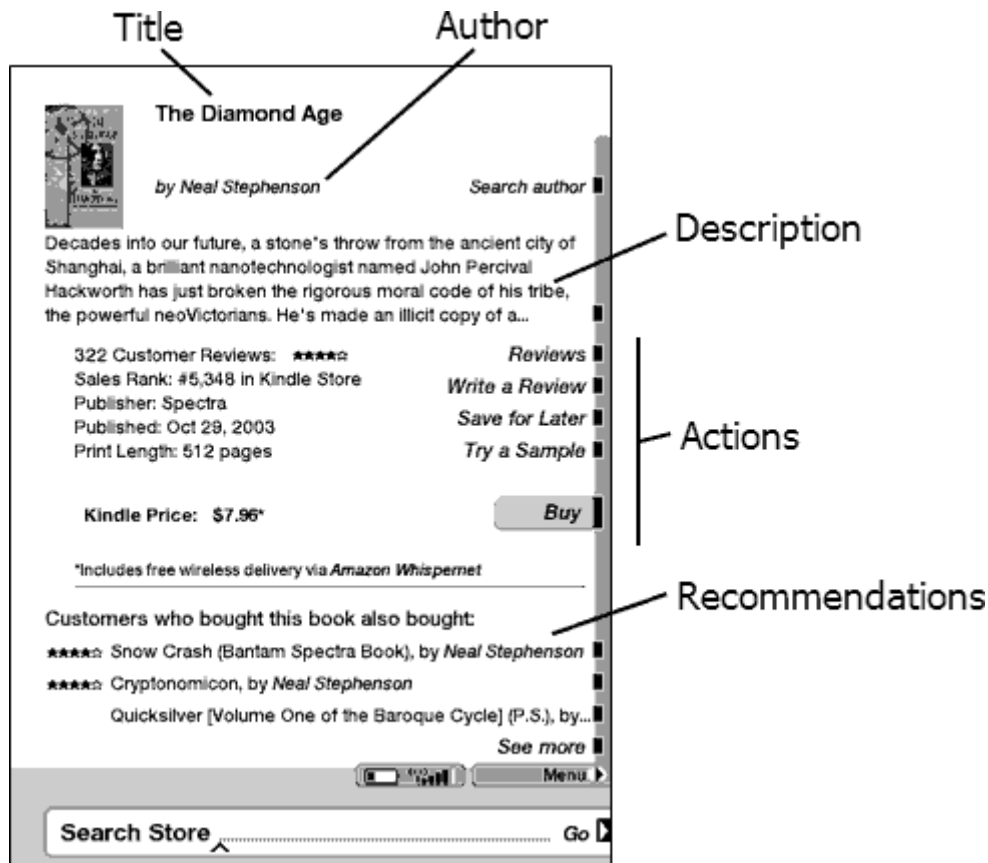 Title
Author
The Diamond Age
by Neal Stephenson
Search author
Description
Decades into our future, a stone's throw from the ancient city of
Shanghai, a brilliant nanotechnologist named John Percival
Hackworth has just broken the rigorous moral code of his tribe,
the powerful neoVictorians. He's made an illicit copy of a...
322 Customer Reviews: ★★★★☆
Reviews
Sales Rank: #5,348 in Kindle Store
Write a Review
Publisher: Spectra
Published: Oct 29, 2003
Save for Later
Print Length: 512 pages
Try a Sample
Actions
Kindle Price: $7.96*
Buy
*Includes free wireless delivery via Amazon Whispernet
Recommendations
Customers who bought this book also bought:
★★★★☆ Snow Crash (Bantam Spectra Book), by Neal Stephenson
★★★★☆ Cryptonomicon, by Neal Stephenson
Quicksilver [Volume One of the Baroque Cycle] (P.S.), by...
See more
Menu
Search Store
Go